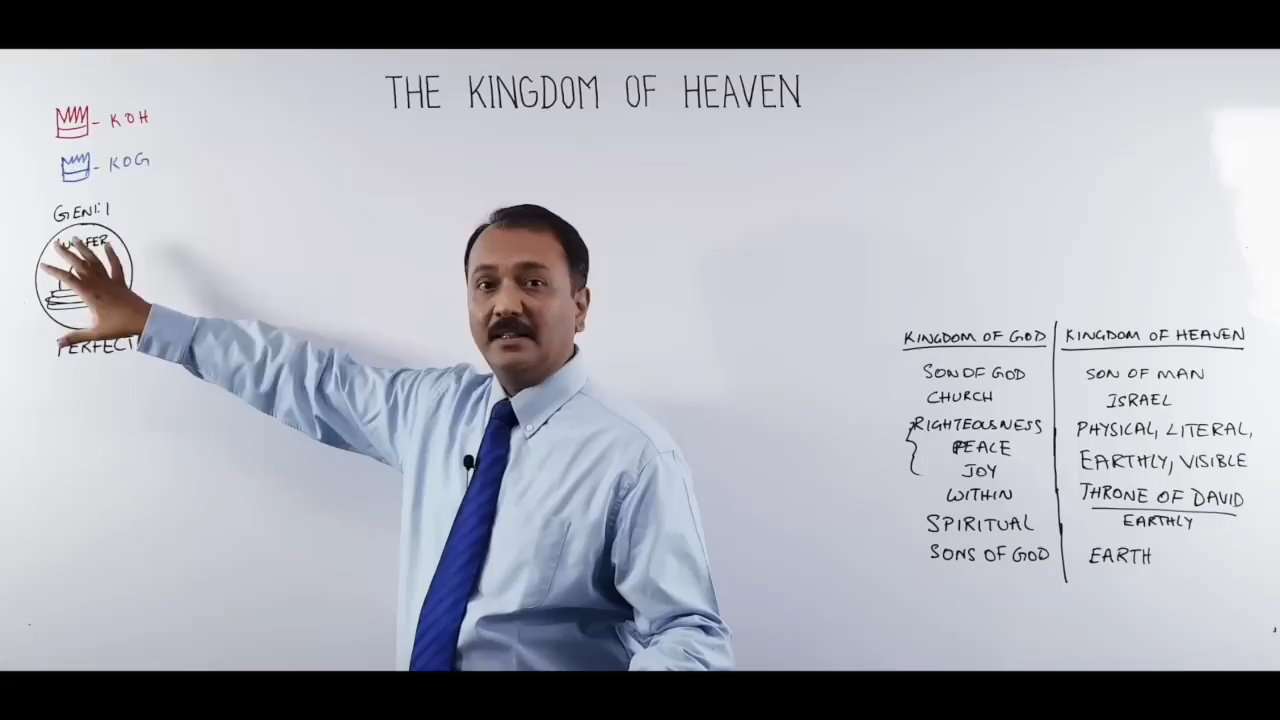 THE KINGDOM OF HEAVEN
- KOH
- KOG
GEN 1:1
KINGDOM OF GOD KINGDOM OF HEAVEN
SON OF GOD SON OF MAN
CHURCH ISRAEL
RIGHTEOUSNESS PHYSICAL, LITERAL,
PEACE EARTHLY, VISIBLE
JOY
WITHIN THRONE OF DAVID
SPIRITUAL EARTHLY
SONS OF GOD EARTH